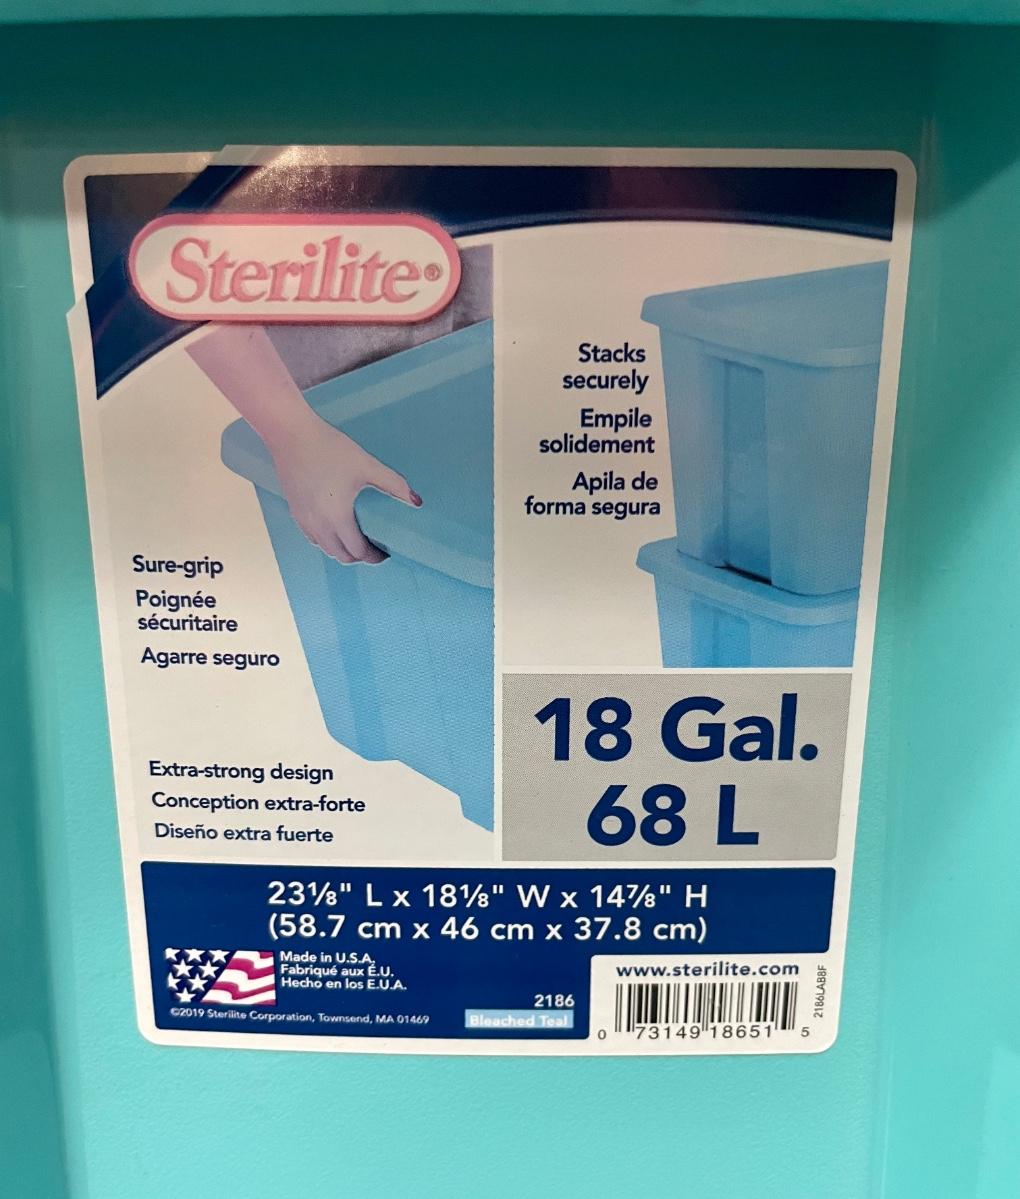 Sterilite®
Stacks
securely
Empile
solidement
Apila de
forma segura
Sure-grip
Poignée
sécuritaire
Agarre seguro
Extra-strong design
Conception extra-forte
Diseño extra fuerte
18 Gal.
68 L
23⅛" L x 18⅛" W x 14⅞" H
(58.7 cm x 46 cm x 37.8 cm)
Made in U.S.A.
Fabriqué aux É.U.
Hecho en los E.U.A.
©2019 Sterilite Corporation, Townsend, MA 01469
2186
Bleached Teal
www.sterilite.com
0 73149 18651 5
2186LAB8F